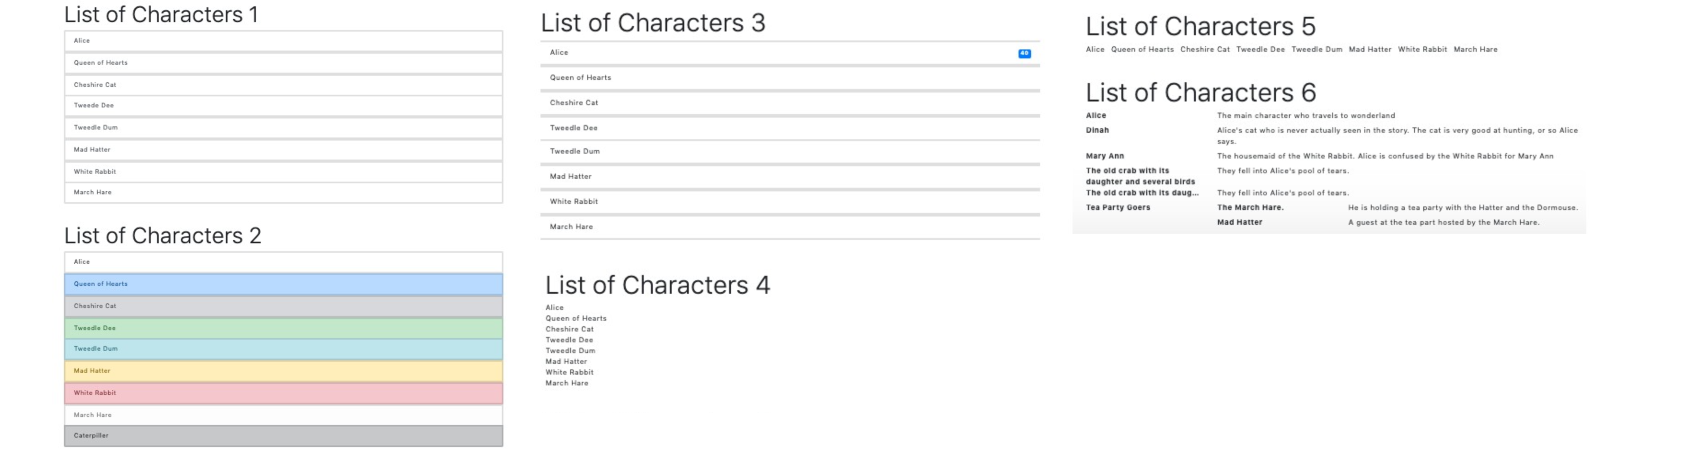 List of Characters 1
Alice
Queen of Hearts
Cheshire Cat
Tweede Dee
Tweedle Dum
Mad Hatter
White Rabbit
March Hare
List of Characters 2
Alice
Queen of Hearts
Cheshire Cat
Tweedle Dee
Tweedle Dum
Mad Hatter
White Rabbit
March Hare
Caterpiller
List of Characters 3
Alice
Queen of Hearts
Cheshire Cat
Tweedle Dee
Tweedle Dum
Mad Hatter
White Rabbit
March Hare
List of Characters 4
Alice
Queen of Hearts
Cheshire Cat
Tweedle Dee
Tweedle Dum
Mad Hatter
White Rabbit
March Hare
List of Characters 5
Alice Queen of Hearts Cheshire Cat Tweedle Dee Tweedle Dum Mad Hatter White Rabbit March Hare
List of Characters 6
Alice The main character who travels to wonderland
Dinah Alice's cat who is never actually seen in the story. The cat is very good at hunting, or so Alice
says.
Mary Ann The housemaid of the White Rabbit. Alice is confused by the White Rabbit for Mary Ann
The old crab with its They fell into Alice's pool of tears.
daughter and several birds
The old crab with its daug... They fell into Alice's pool of tears.
Tea Party Goers The March Hare. He is holding a tea party with the Hatter and the Dormouse.
Mad Hatter A guest at the tea part hosted by the March Hare.